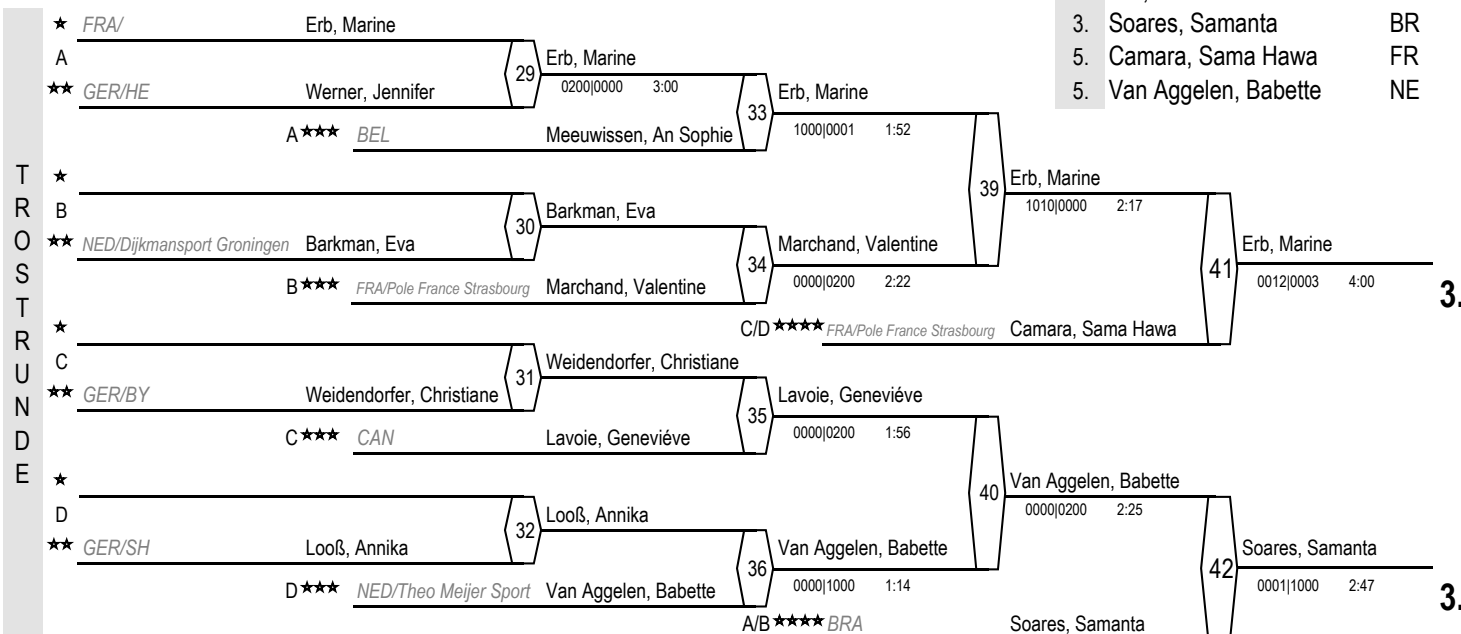 3. Soares, Samanta BR
5. Camara, Sama Hawa FR
5. Van Aggelen, Babette NE
TROSTRUNDE
★ FRA/ Erb, Marine
A
★★ GER/HE Werner, Jennifer
29 Erb, Marine
0200|0000 3:00
A★★★ BEL Meeuwissen, An Sophie
33 Erb, Marine
1000|0001 1:52
★
B
★★ NED/Dijkmansport Groningen Barkman, Eva
30 Barkman, Eva
B★★★ FRA/Pole France Strasbourg Marchand, Valentine
34 Marchand, Valentine
0000|0200 2:22
39 Erb, Marine
1010|0000 2:17
C/D★★★★ FRA/Pole France Strasbourg Camara, Sama Hawa
41 Erb, Marine
0012|0003 4:00
3.
★
C
★★ GER/BY Weidendorfer, Christiane
31 Weidendorfer, Christiane
C★★★ CAN Lavoie, Geneviéve
35 Lavoie, Geneviéve
0000|0200 1:56
★
D
★★ GER/SH Looß, Annika
32 Looß, Annika
D★★★ NED/Theo Meijer Sport Van Aggelen, Babette
36 Van Aggelen, Babette
0000|1000 1:14
40 Van Aggelen, Babette
0000|0200 2:25
A/B★★★★ BRA Soares, Samanta
42 Soares, Samanta
0001|1000 2:47
3.